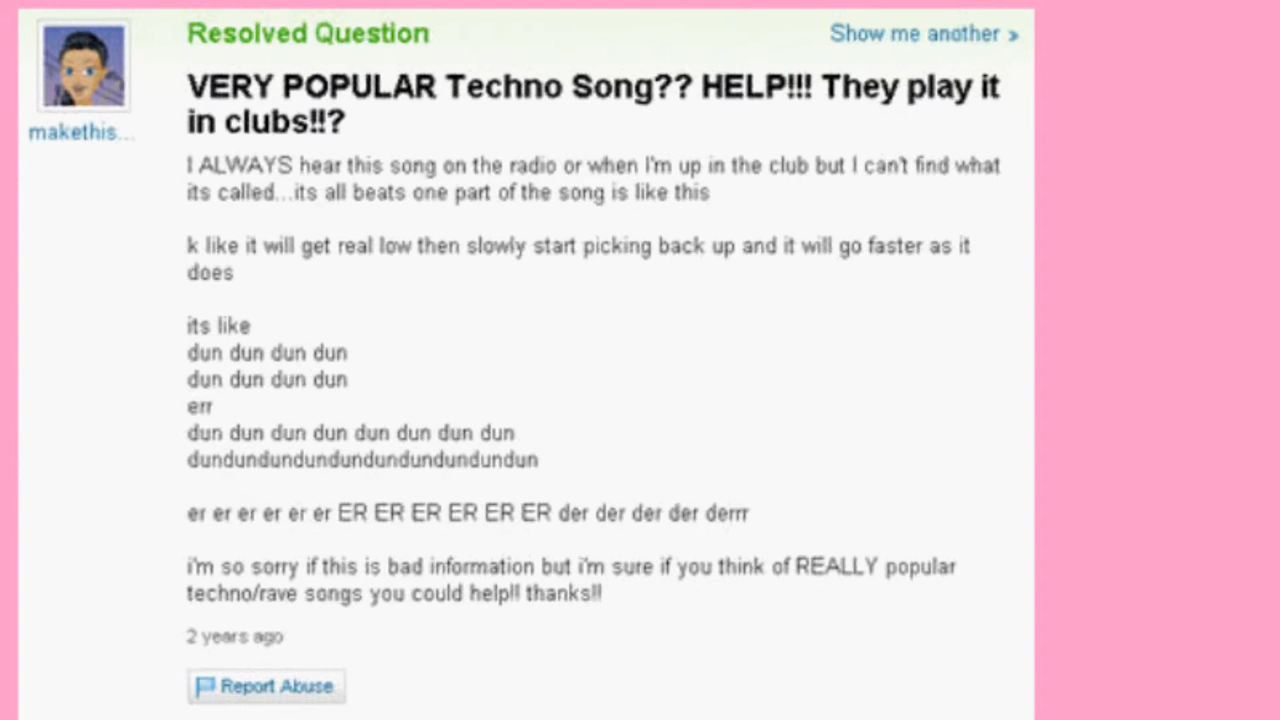 Resolved Question
Show me another »
VERY POPULAR Techno Song?? HELP!!! They play it
in clubs!!?
makethis...
I ALWAYS hear this song on the radio or when I'm up in the club but I can't find what
its called...its all beats one part of the song is like this
k like it will get real low then slowly start picking back up and it will go faster as it
does
its like
dun dun dun dun
dun dun dun dun
err
dun dun dun dun dun dun dun dun
dundundundundundundundundundun
er er er er er er ER ER ER ER ER ER der der der der derrr
i'm so sorry if this is bad information but i'm sure if you think of REALLY popular
techno/rave songs you could help!! thanks!!
2 years ago
Report Abuse